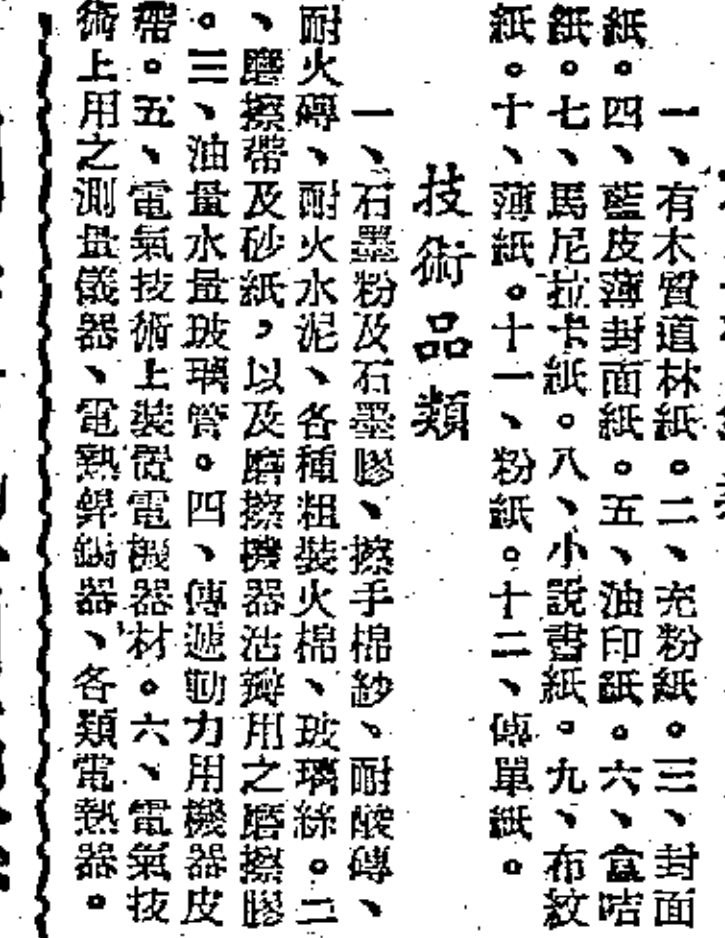 一、有木質道林紙。二、充粉紙。三、封面
紙。四、藍皮薄封面紙。五、油印紙。六、盒咭
紙。七、馬尼拉卡紙。八、小說書紙。九、布紋
紙。十、薄紙。十一、粉紙。十二、傳單紙。
技術品類
一、石墨粉及石墨膠、擦手棉紗、耐酸磚、
耐火磚、耐火水泥、各種粗裝火棉、玻璃絲。二
、磨擦帶及砂紙，以及磨擦機器活瓣用之磨擦膠
。三、油量水量玻璃管。四、傳遞動力用機器皮
帶。五、電氣技術上裝置電機器材。六、電氣技
術上用之測量儀器、電熱銲鍋器、各類電熱器。